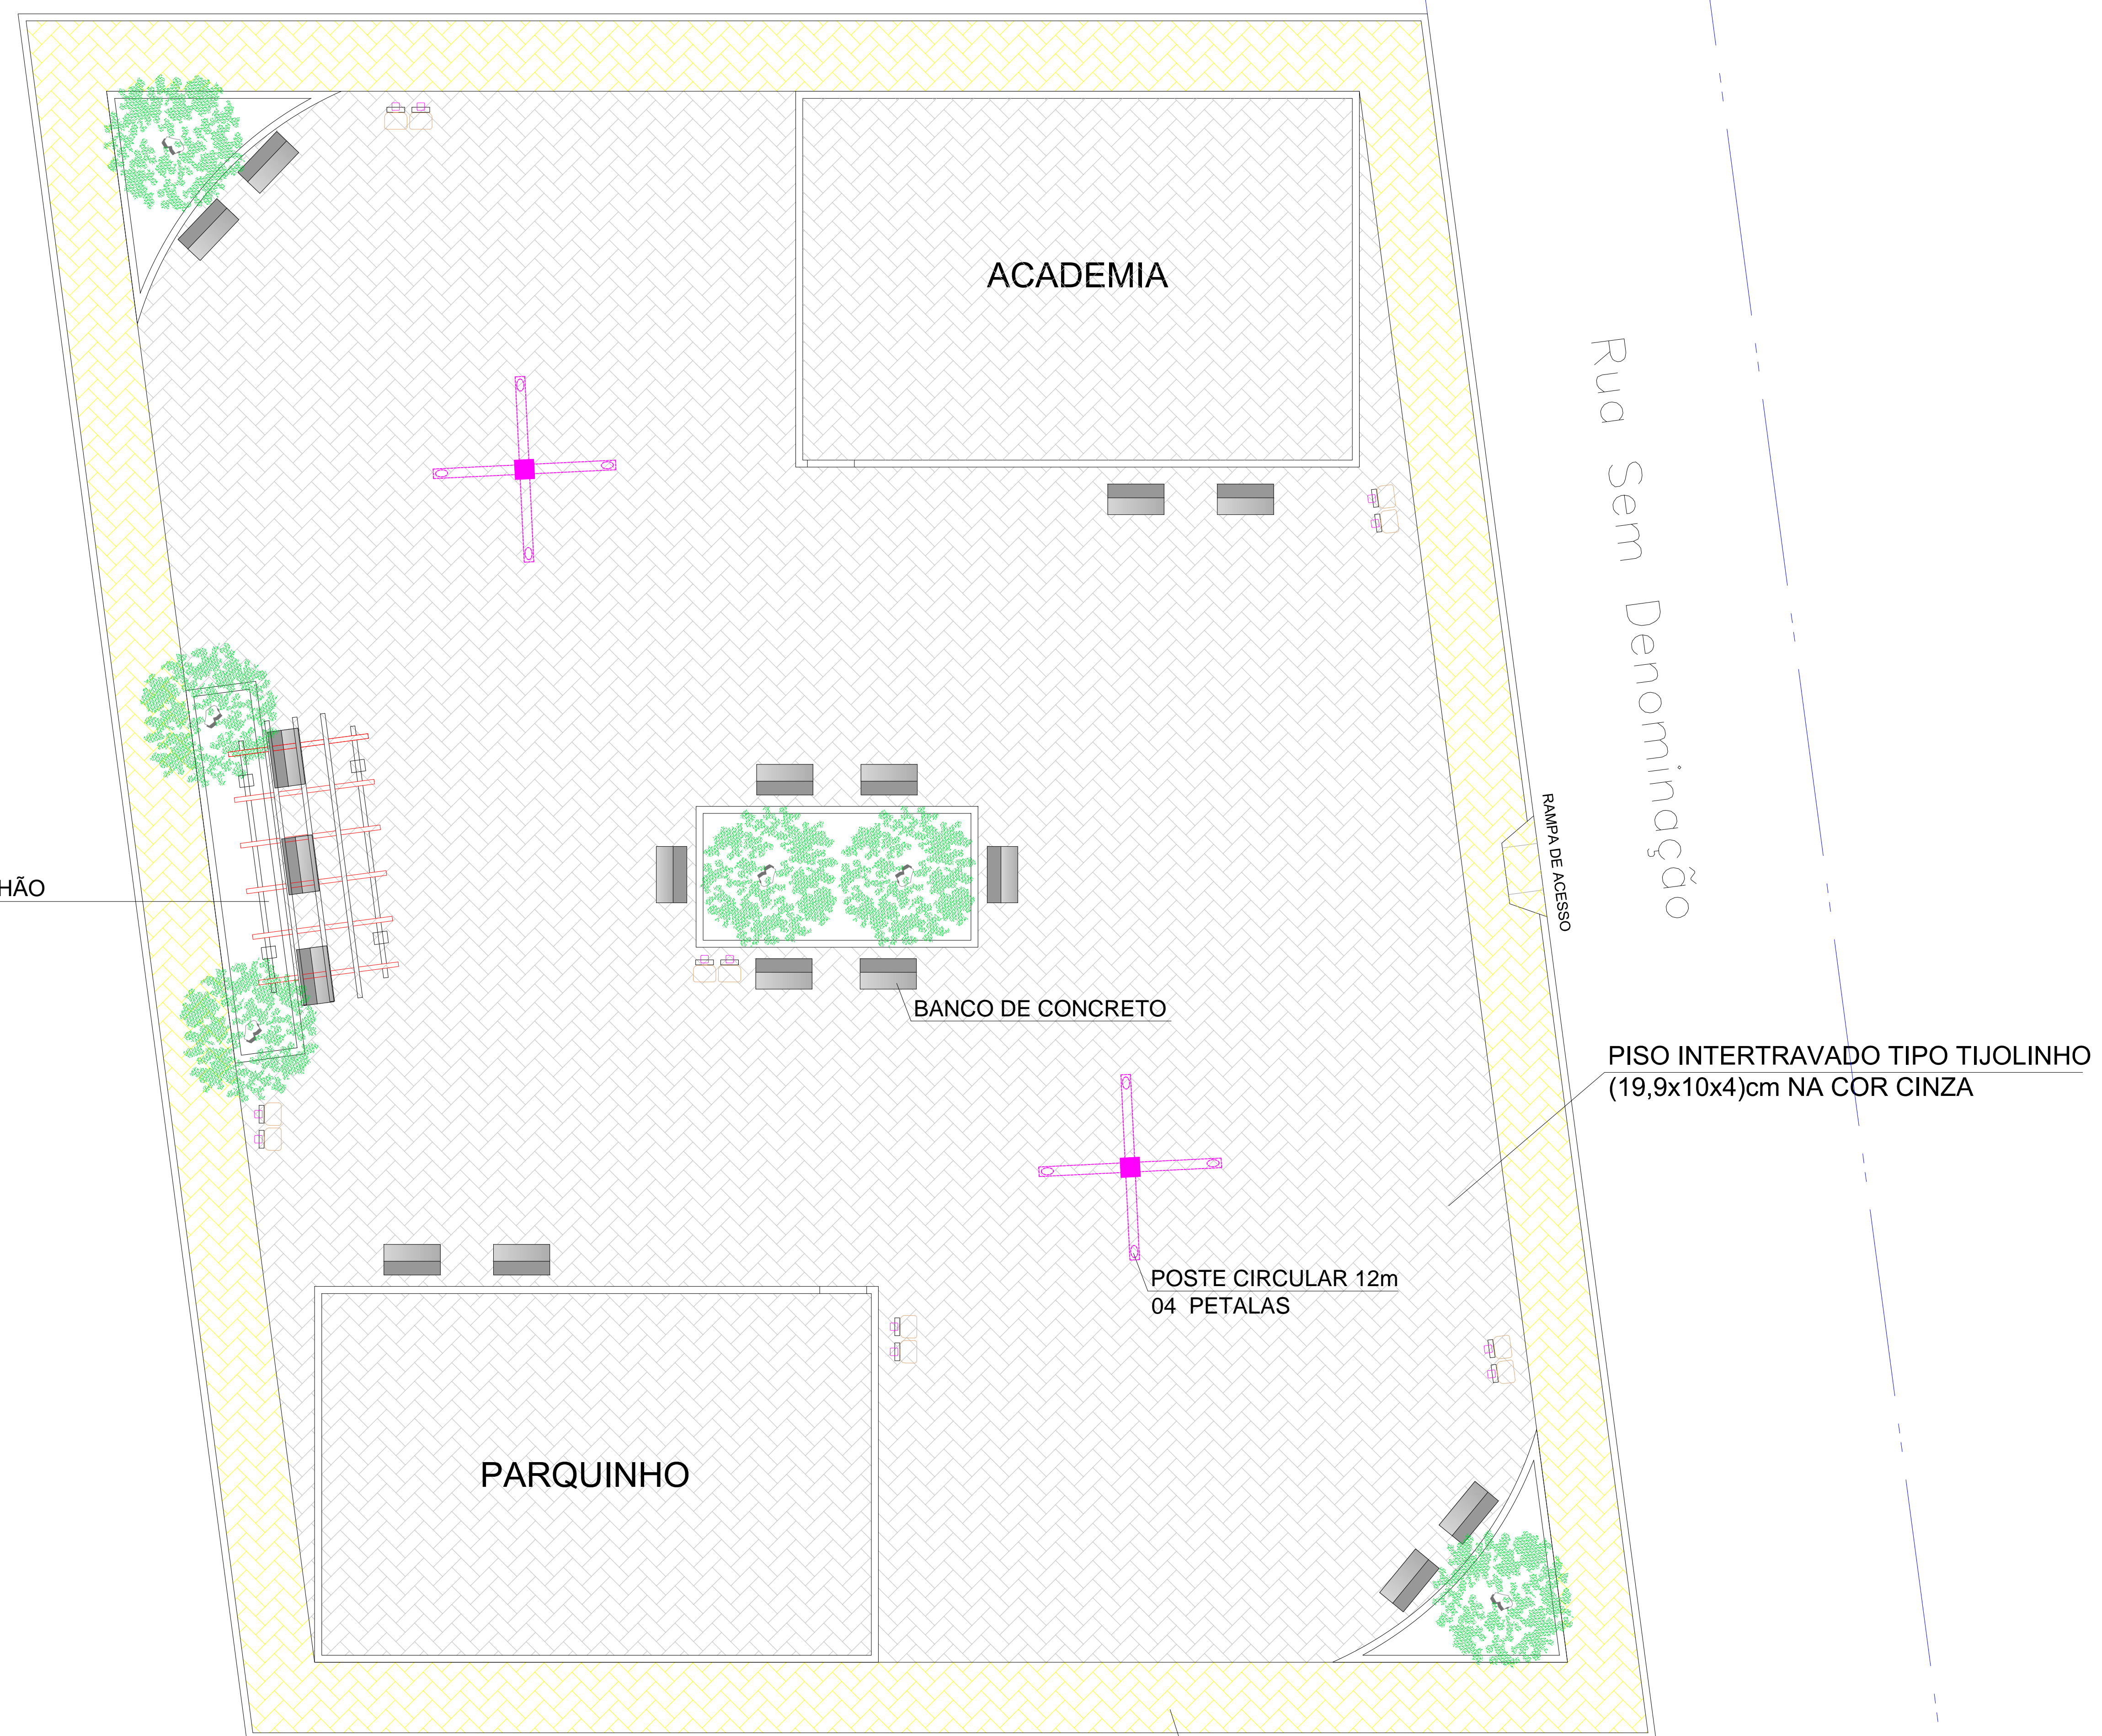 ACADEMIA
Rua Sem Denominação
RAMPA DE ACESSO
HÃO
BANCO DE CONCRETO
PISO INTERTRAVADO TIPO TIJOLINHO
(19,9x10x4)cm NA COR CINZA
POSTE CIRCULAR 12m
04 PETALAS
PARQUINHO